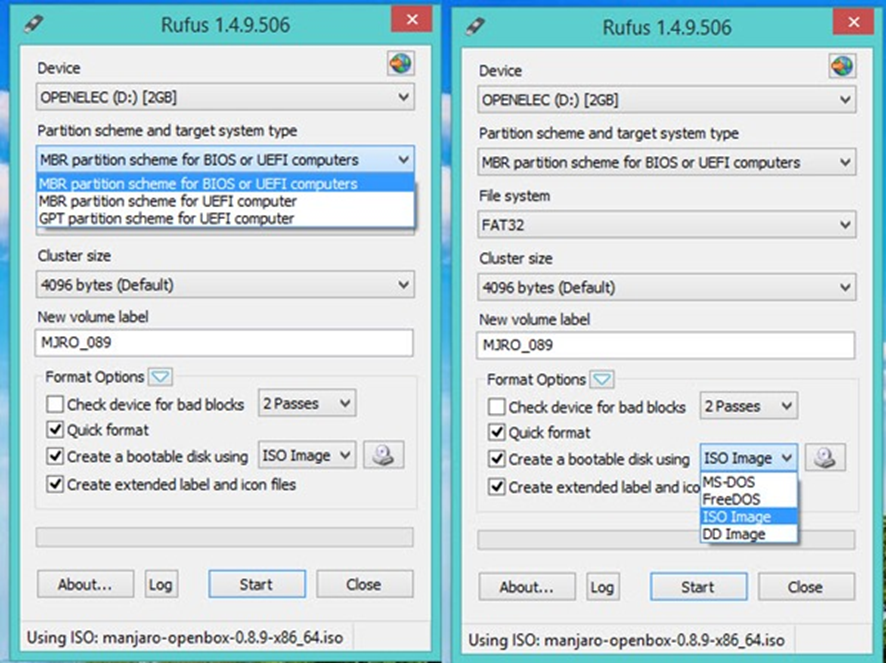 Rufus 1.4.9.506
Device
OPENELEC (D:) [2GB]
Partition scheme and target system type
MBR partition scheme for BIOS or UEFI computers
MBR partition scheme for BIOS or UEFI computers
MBR partition scheme for UEFI computer
GPT partition scheme for UEFI computer
Cluster size
4096 bytes (Default)
New volume label
MJRO_089
Format Options
Check device for bad blocks 2 Passes
Quick format
Create a bootable disk using ISO Image
Create extended label and icon files
About... Log Start Close
Using ISO: manjaro-openbox-0.8.9-x86_64.iso
Rufus 1.4.9.506
Device
OPENELEC (D:) [2GB]
Partition scheme and target system type
MBR partition scheme for BIOS or UEFI computers
File system
FAT32
Cluster size
4096 bytes (Default)
New volume label
MJRO_089
Format Options
Check device for bad blocks 2 Passes
Quick format
Create a bootable disk using ISO Image
MS-DOS
FreeDOS
Create extended label and ico
ISO Image
DD Image
About... Log Start Close
Using ISO: manjaro-openbox-0.8.9-x86_64.iso